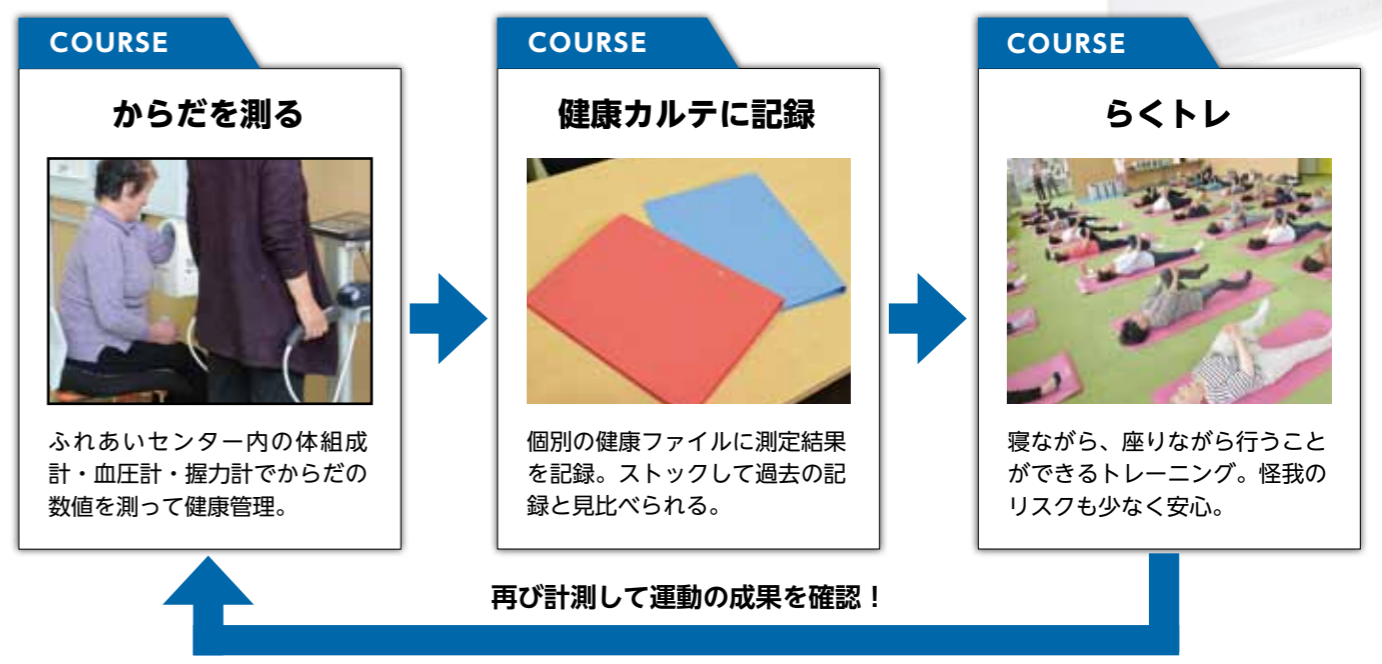 COURSE
からだを測る
ふれあいセンター内の体組成
計・血圧計・握力計でからだの
数値を測って健康管理。
COURSE
健康カルテに記録
個別の健康ファイルに測定結果
を記録。ストックして過去の記
録と見比べられる。
COURSE
らくトレ
寝ながら、座りながら行うこと
ができるトレーニング。怪我の
リスクも少なく安心。
再び計測して運動の成果を確認！